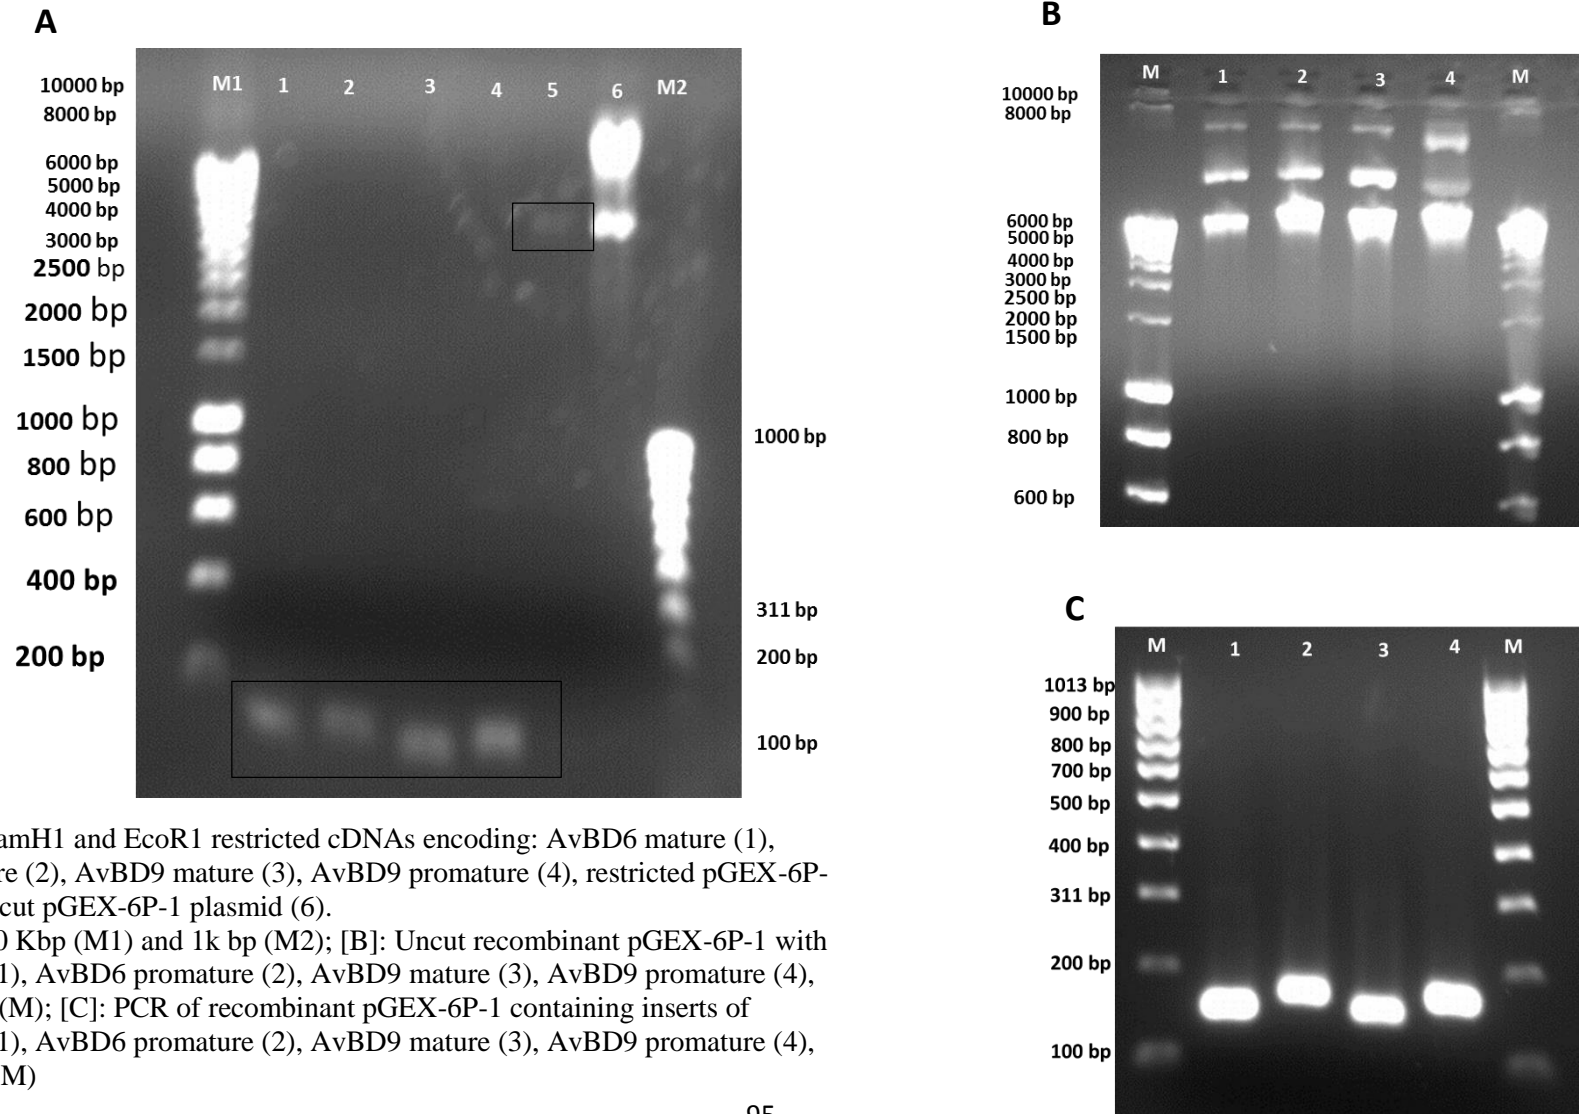 A
10000 bp
8000 bp
6000 bp
5000 bp
4000 bp
3000 bp
2500 bp
2000 bp
1500 bp
1000 bp
800 bp
600 bp
400 bp
200 bp
M1 1 2 3 4 5 6 M2
1000 bp
311 bp
200 bp
100 bp
B
10000 bp
8000 bp
6000 bp
5000 bp
4000 bp
3000 bp
2500 bp
2000 bp
1500 bp
1000 bp
800 bp
600 bp
M 1 2 3 4 M
C
M 1 2 3 4 M
1013 bp
900 bp
800 bp
700 bp
500 bp
400 bp
311 bp
200 bp
100 bp
amH1 and EcoR1 restricted cDNAs encoding: AvBD6 mature (1),
re (2), AvBD9 mature (3), AvBD9 promature (4), restricted pGEX-6P-
cut pGEX-6P-1 plasmid (6).
0 Kbp (M1) and 1k bp (M2); [B]: Uncut recombinant pGEX-6P-1 with
1), AvBD6 promature (2), AvBD9 mature (3), AvBD9 promature (4),
(M); [C]: PCR of recombinant pGEX-6P-1 containing inserts of
1), AvBD6 promature (2), AvBD9 mature (3), AvBD9 promature (4),
M)